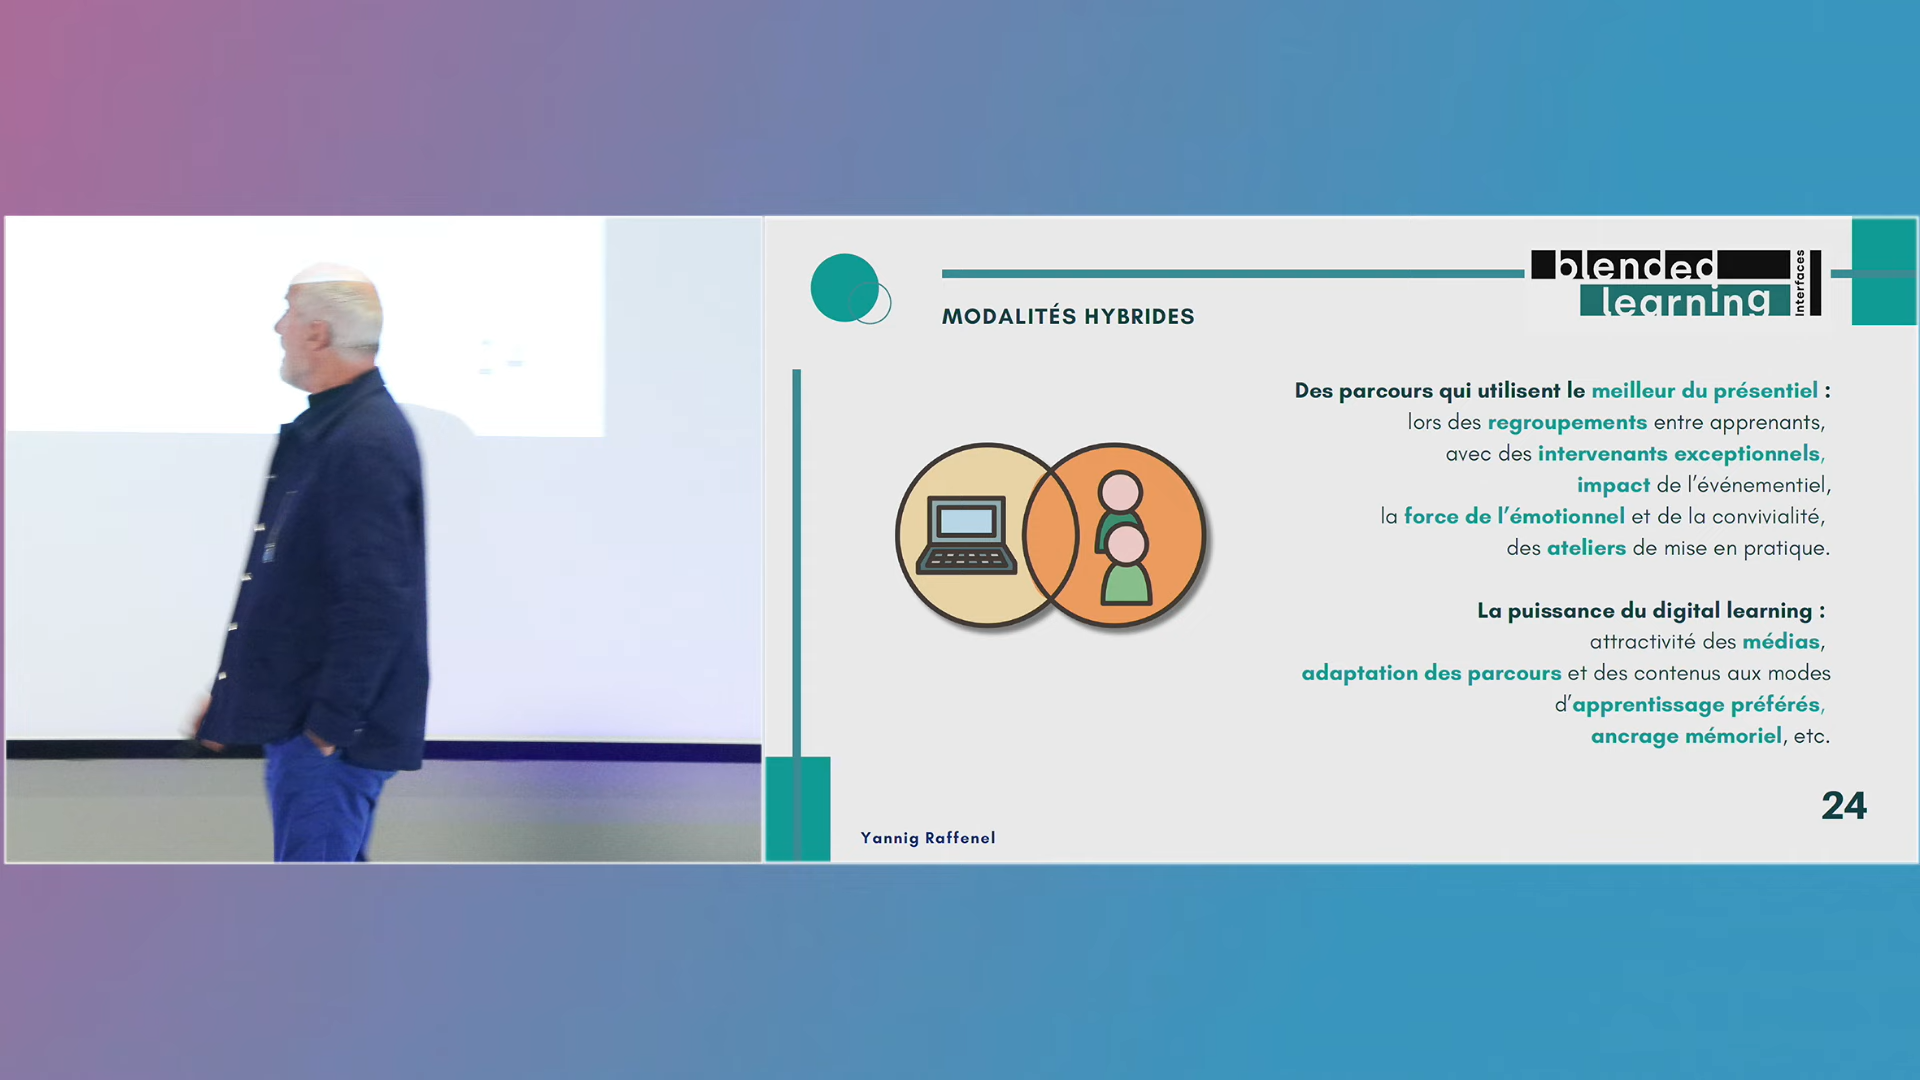 blended
learning
Interfaces
MODALITÉS HYBRIDES
Des parcours qui utilisent le meilleur du présentiel :
lors des regroupements entre apprenants,
avec des intervenants exceptionnels,
impact de l’événementiel,
la force de l’émotionnel et de la convivialité,
des ateliers de mise en pratique.
La puissance du digital learning :
attractivité des médias,
adaptation des parcours et des contenus aux modes
d’apprentissage préférés,
ancrage mémoriel, etc.
24
Yannig Raffenel